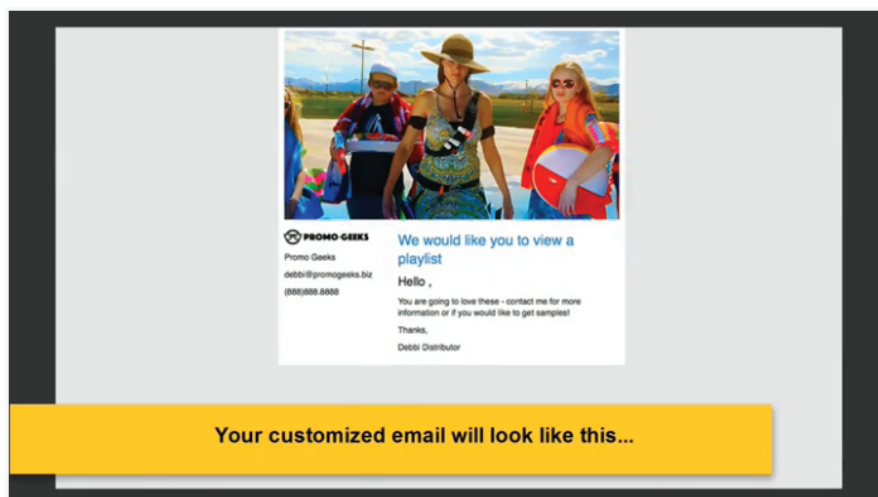 PROMO GEEKS
Promo Geeks
debbi@promogeeks.biz
(888)888.8888
We would like you to view a
playlist
Hello ,
You are going to love these - contact me for more
information or if you would like to get samples!
Thanks,
Debbi Distributor
Your customized email will look like this...